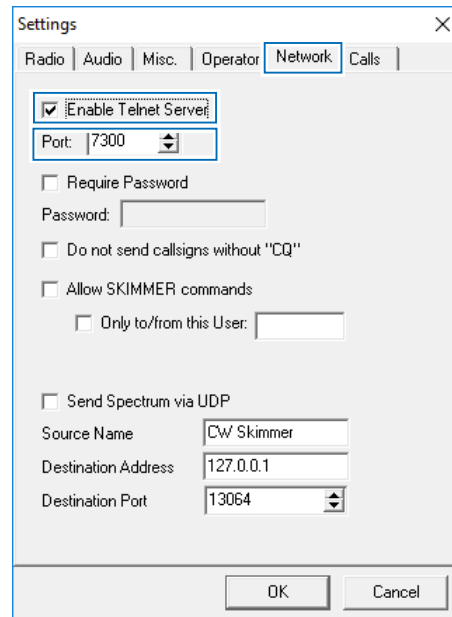 Settings
Radio Audio Misc. Operator Network Calls
Enable Telnet Server
Port: 7300
Require Password
Password:
Do not send callsigns without "CQ"
Allow SKIMMER commands
Only to/from this User:
Send Spectrum via UDP
Source Name CW Skimmer
Destination Address 127.0.0.1
Destination Port 13064
OK Cancel